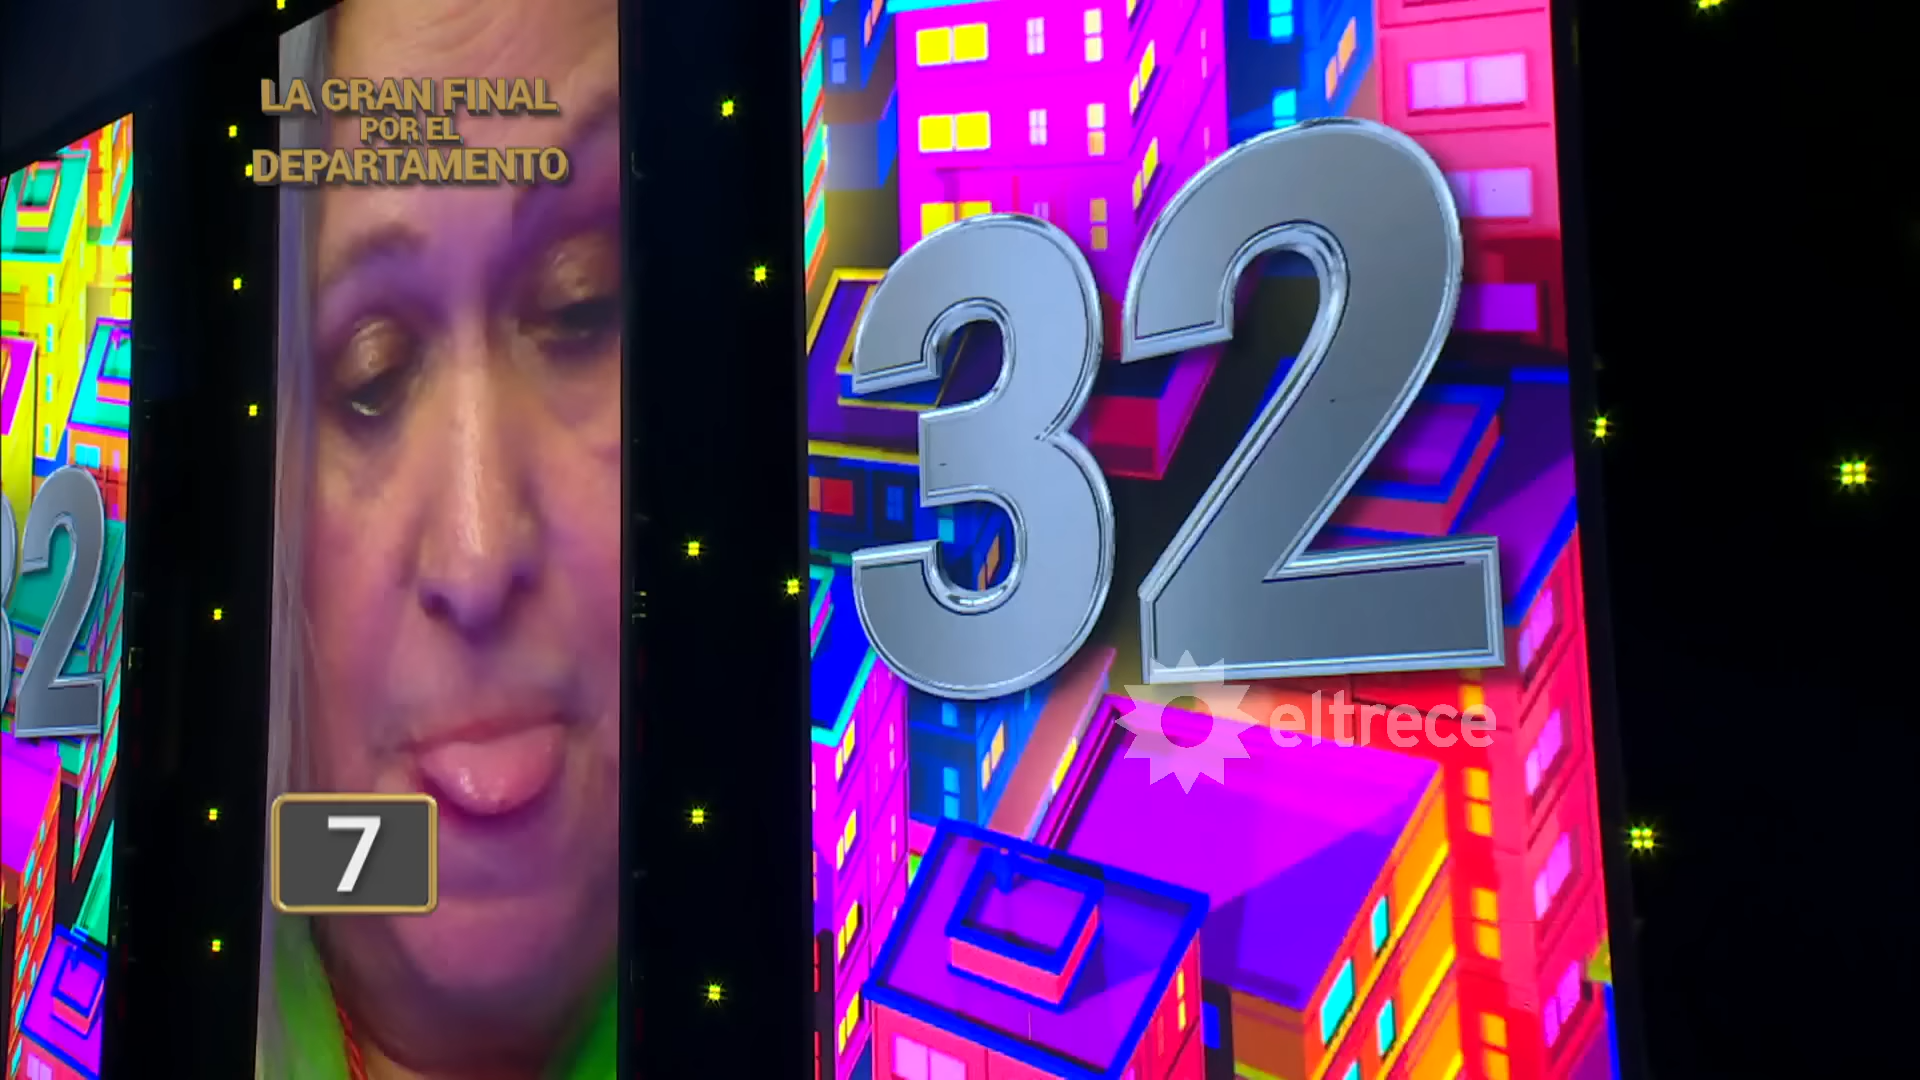 LA GRAN FINAL
POR EL
DEPARTAMENTO
32
32
eltrece
7